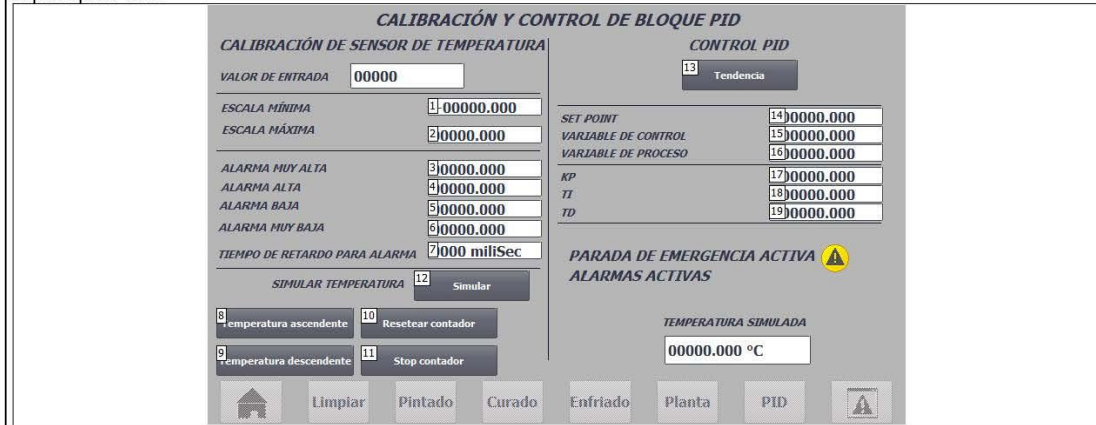 CALIBRACIÓN Y CONTROL DE BLOQUE PID
CALIBRACIÓN DE SENSOR DE TEMPERATURA
VALOR DE ENTRADA 00000
ESCALA MÍNIMA 1 -00000.000
ESCALA MÁXIMA 2 00000.000
ALARMA MUY ALTA 3 00000.000
ALARMA ALTA 4 00000.000
ALARMA BAJA 5 00000.000
ALARMA MUY BAJA 6 00000.000
TIEMPO DE RETARDO PARA ALARMA 7 0000 miliSec
SIMULAR TEMPERATURA 12 Simular
8 Temperatura ascendente 10 Resetear contador
9 Temperatura descendente 11 Stop contador
CONTROL PID
13 Tendencia
SET POINT 14 00000.000
VARIABLE DE CONTROL 15 00000.000
VARIABLE DE PROCESO 16 00000.000
KP 17 00000.000
TI 18 00000.000
TD 19 00000.000
PARADA DE EMERGENCIA ACTIVA
ALARMAS ACTIVAS
TEMPERATURA SIMULADA
00000.000 °C
Limpiar Pintado Curado Enfriado Planta PID